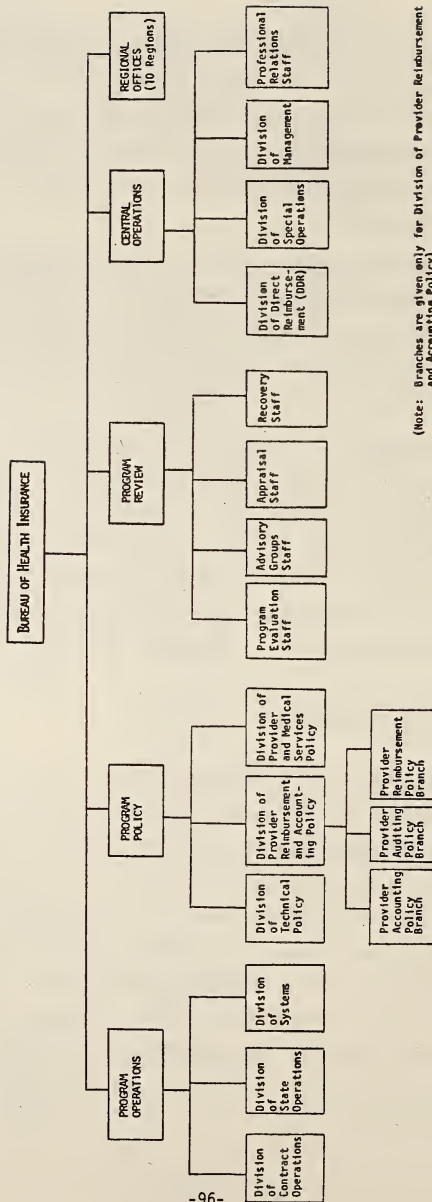 BUREAU OF HEALTH INSURANCE
PROGRAM
OPERATIONS
PROGRAM
POLICY
PROGRAM
REVIEW
CENTRAL
OPERATIONS
REGIONAL
OFFICES
(10 Regions)
Division
of
Contract
Operations
Division
of
State
Operations
Division
of
Systems
Division
of
Technical
Policy
Division of
Provider
Reimbursement
and Account-
ing Policy
Division of
Provider
and Medical
Services
Policy
Program
Evaluation
Staff
Advisory
Groups
Staff
Appraisal
Staff
Recovery
Staff
Division
of Direct
Reimburse-
ment (DDR)
Division
of
Special
Operations
Division
of
Management
Professional
Relations
Staff
Provider
Accounting
Policy
Branch
Provider
Auditing
Policy
Branch
Provider
Reimbursement
Policy
Branch
(Note: Branches are given only for Division of Provider Reimbursement
and Accounting Policy)
-96-